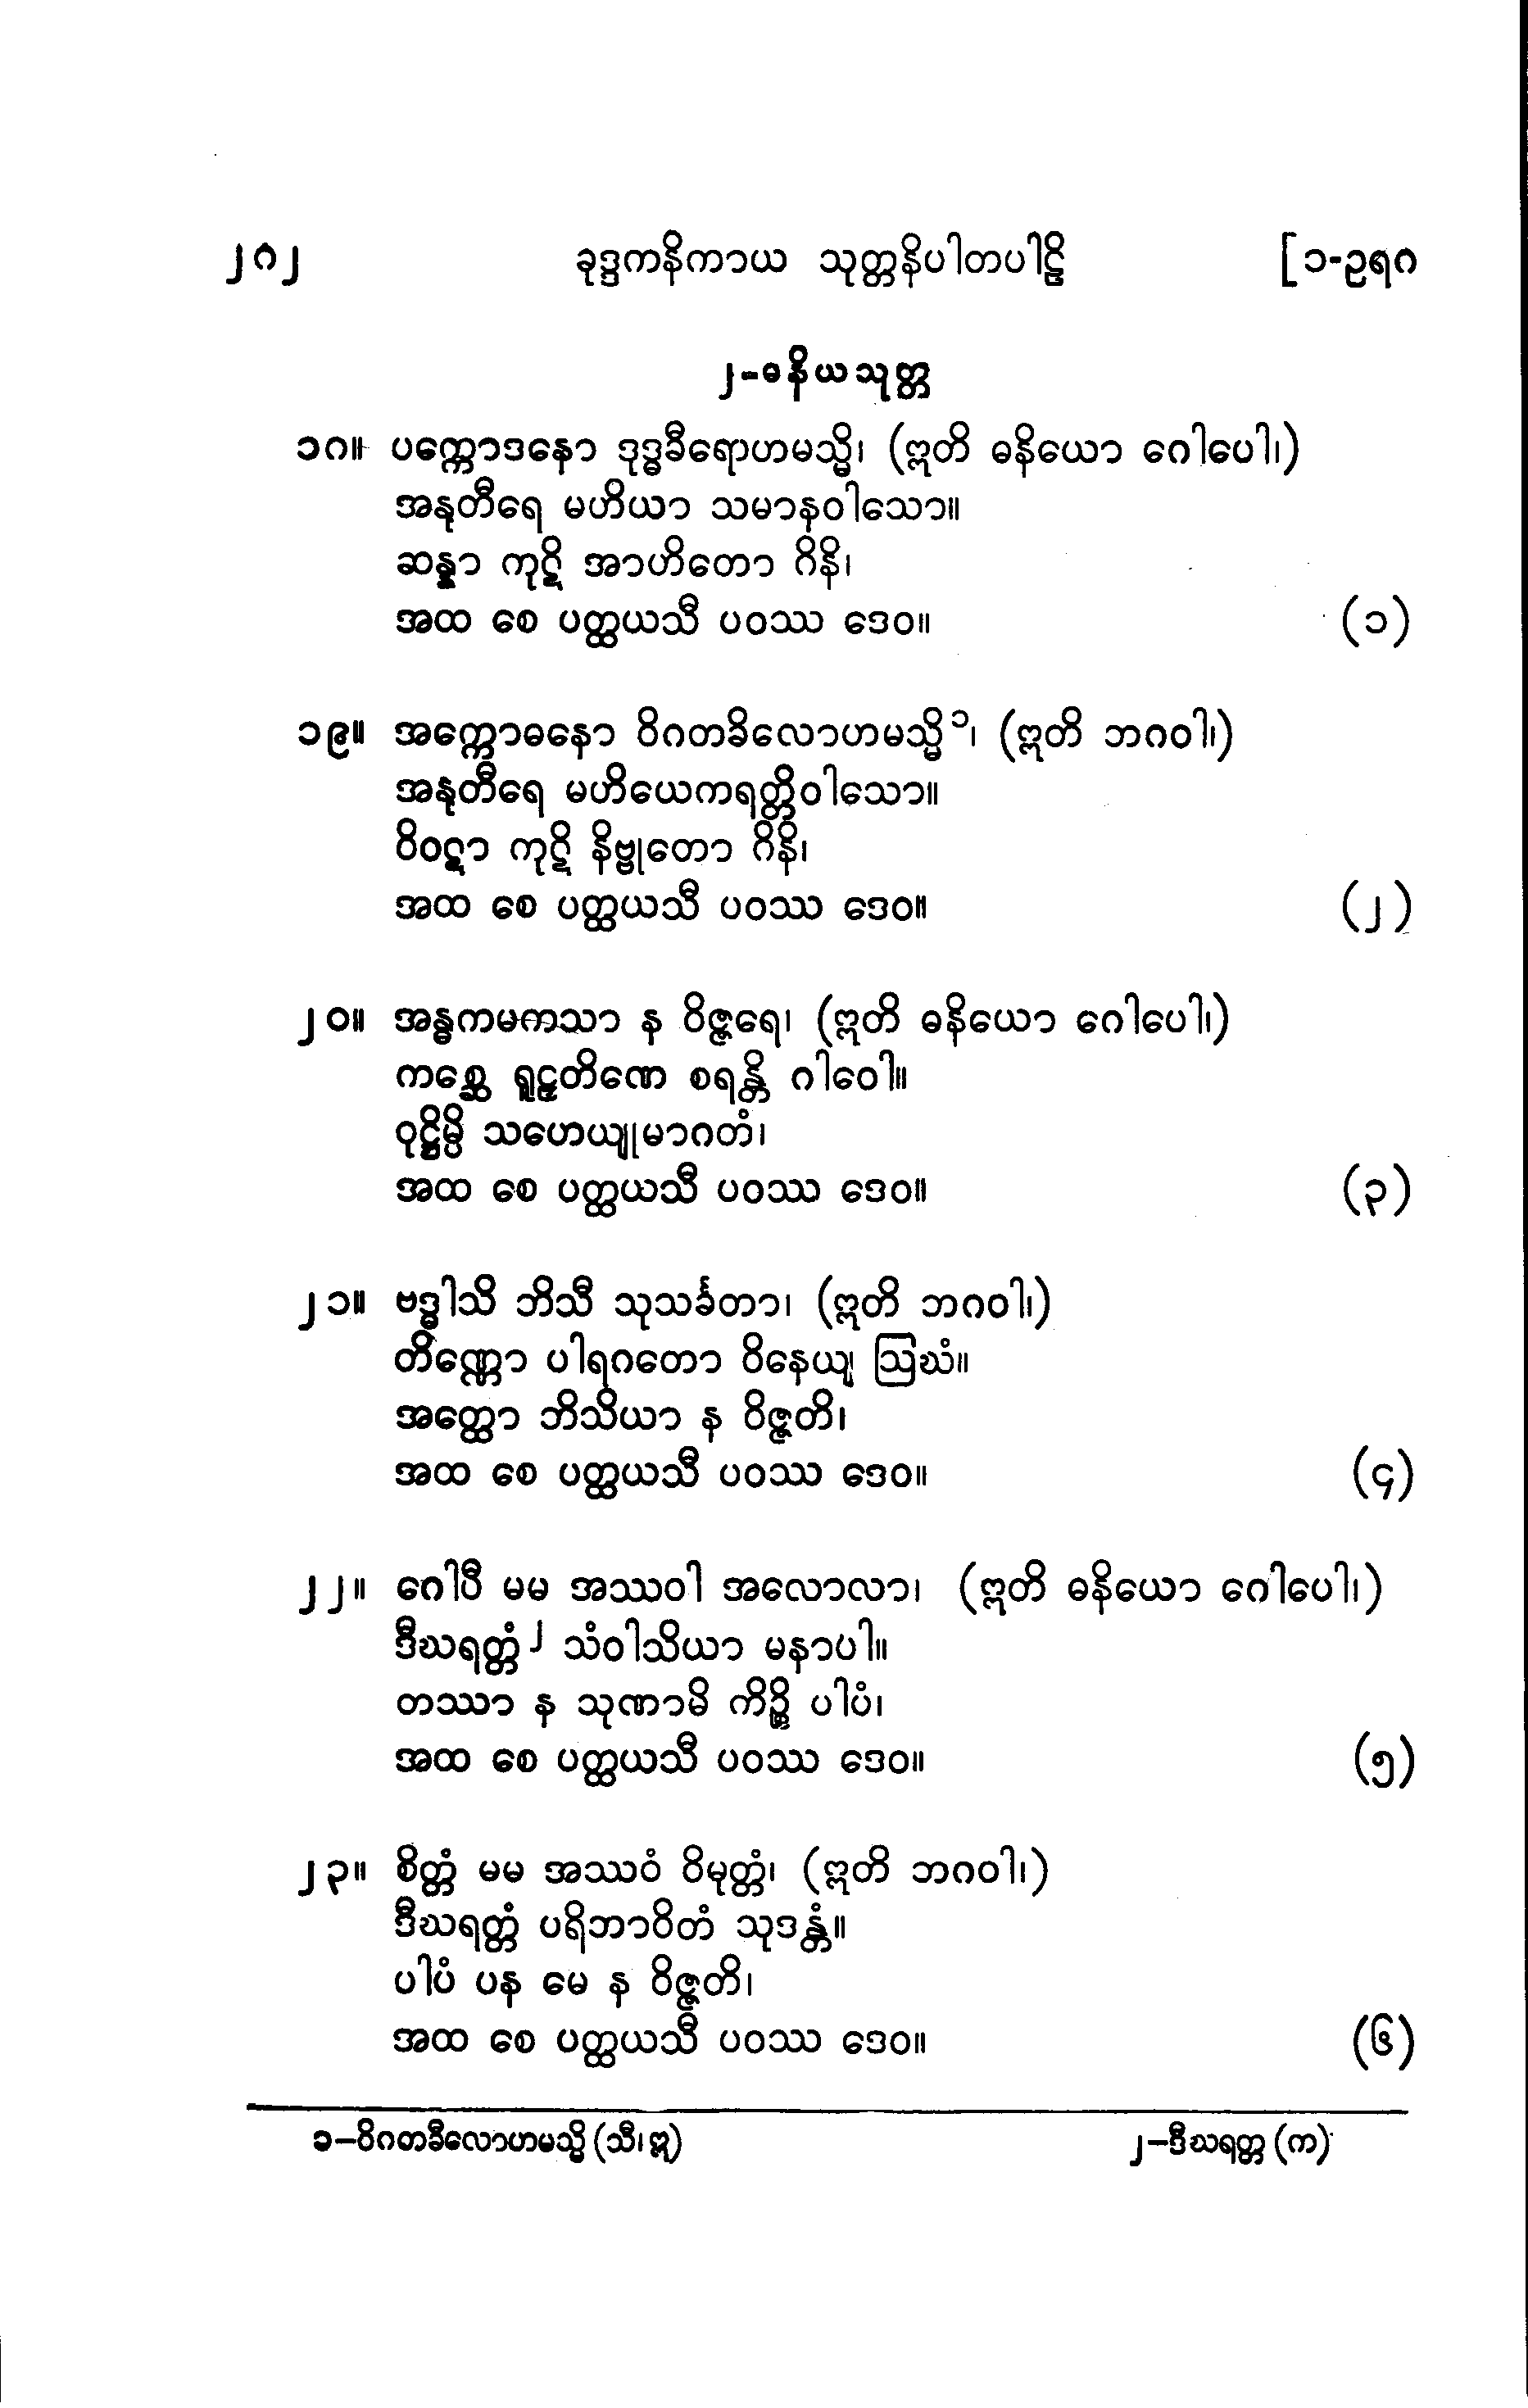 ၂၈၂ ခုဒ္ဒကနိကာယ သုတ္တနိပါတပါဠိ [၁-ဥရဂ
၂-ဓနိယသုတ္တ
၁၈။ ပက္ကောဒနော ဒုဒ္ဓခီရောဟမသ္မိ၊ (ဣတိ ဓနိယော ဂေါပေါ၊)
အနုတီရေ မဟိယာ သမာနဝါသော။
ဆန္နာ ကုဋိ အာဟိတော ဂိနိ၊
အထ စေ ပတ္ထယသီ ပဝဿ ဒေဝ။ (၁)
၁၉။ အက္ကောဓနော ဝိဂတခိလောဟမသ္မိ၁၊ (ဣတိ ဘဂဝါ၊)
အနုတီရေ မဟိယေကရတ္တိဝါသော။
ဝိဝဋာ ကုဋိ နိဗ္ဗုတော ဂိနိ၊
အထ စေ ပတ္ထယသီ ပဝဿ ဒေဝ။ (၂)
၂၀။ အန္ဓကမကသာ န ဝိဇ္ဇရေ၊ (ဣတိ ဓနိယော ဂေါပေါ၊)
ကစ္ဆေ ရူဠှတိဏေ စရန္တိ ဂါဝေါ။
ဝုဋ္ဌိမ္ပိ သဟေယျုမာဂတံ၊
အထ စေ ပတ္ထယသီ ပဝဿ ဒေဝ။ (၃)
၂၁။ ဗဒ္ဓါသိ ဘိသီ သုသင်္ခတာ၊ (ဣတိ ဘဂဝါ၊)
တိဏ္ဏော ပါရဂတော ဝိနေယျ ဩဃံ။
အတ္ထော ဘိသိယာ န ဝိဇ္ဇတိ၊
အထ စေ ပတ္ထယသီ ပဝဿ ဒေဝ။ (၄)
၂၂။ ဂေါပီ မမ အဿဝါ အလောလာ၊ (ဣတိ ဓနိယော ဂေါပေါ၊)
ဒီဃရတ္တံ၂ သံဝါသိယာ မနာပါ။
တဿာ န သုဏာမိ ကိဉ္စိ ပါပံ၊
အထ စေ ပတ္ထယသီ ပဝဿ ဒေဝ။ (၅)
၂၃။ စိတ္တံ မမ အဿဝံ ဝိမုတ္တံ၊ (ဣတိ ဘဂဝါ၊)
ဒီဃရတ္တံ ပရိဘာဝိတံ သုဒန္တံ။
ပါပံ ပန မေ န ဝိဇ္ဇတိ၊
အထ စေ ပတ္ထယသီ ပဝဿ ဒေဝ။ (၆)
၁–ဝိဂတခီလောဟမသ္မိ (သီ၊ ဣ) ၂–ဒီဃရတ္တ (က)